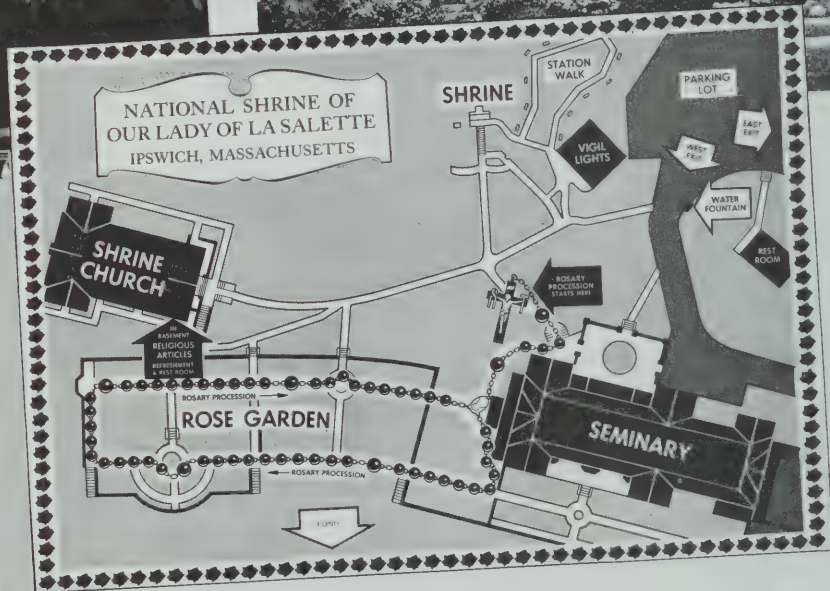 NATIONAL SHRINE OF
OUR LADY OF LA SALETTE
IPSWICH, MASSACHUSETTS
SHRINE
STATION
WALK
PARKING
LOT
EAST
EXIT
WEST
EXIT
VIGIL
LIGHTS
WATER
FOUNTAIN
REST
ROOM
SHRINE
CHURCH
ROSARY
PROCESSION
STARTS HERE
IN
BASEMENT
RELIGIOUS
ARTICLES
REFRESHMENT
& REST ROOM
ROSARY PROCESSION
ROSE GARDEN
ROSARY PROCESSION
SEMINARY